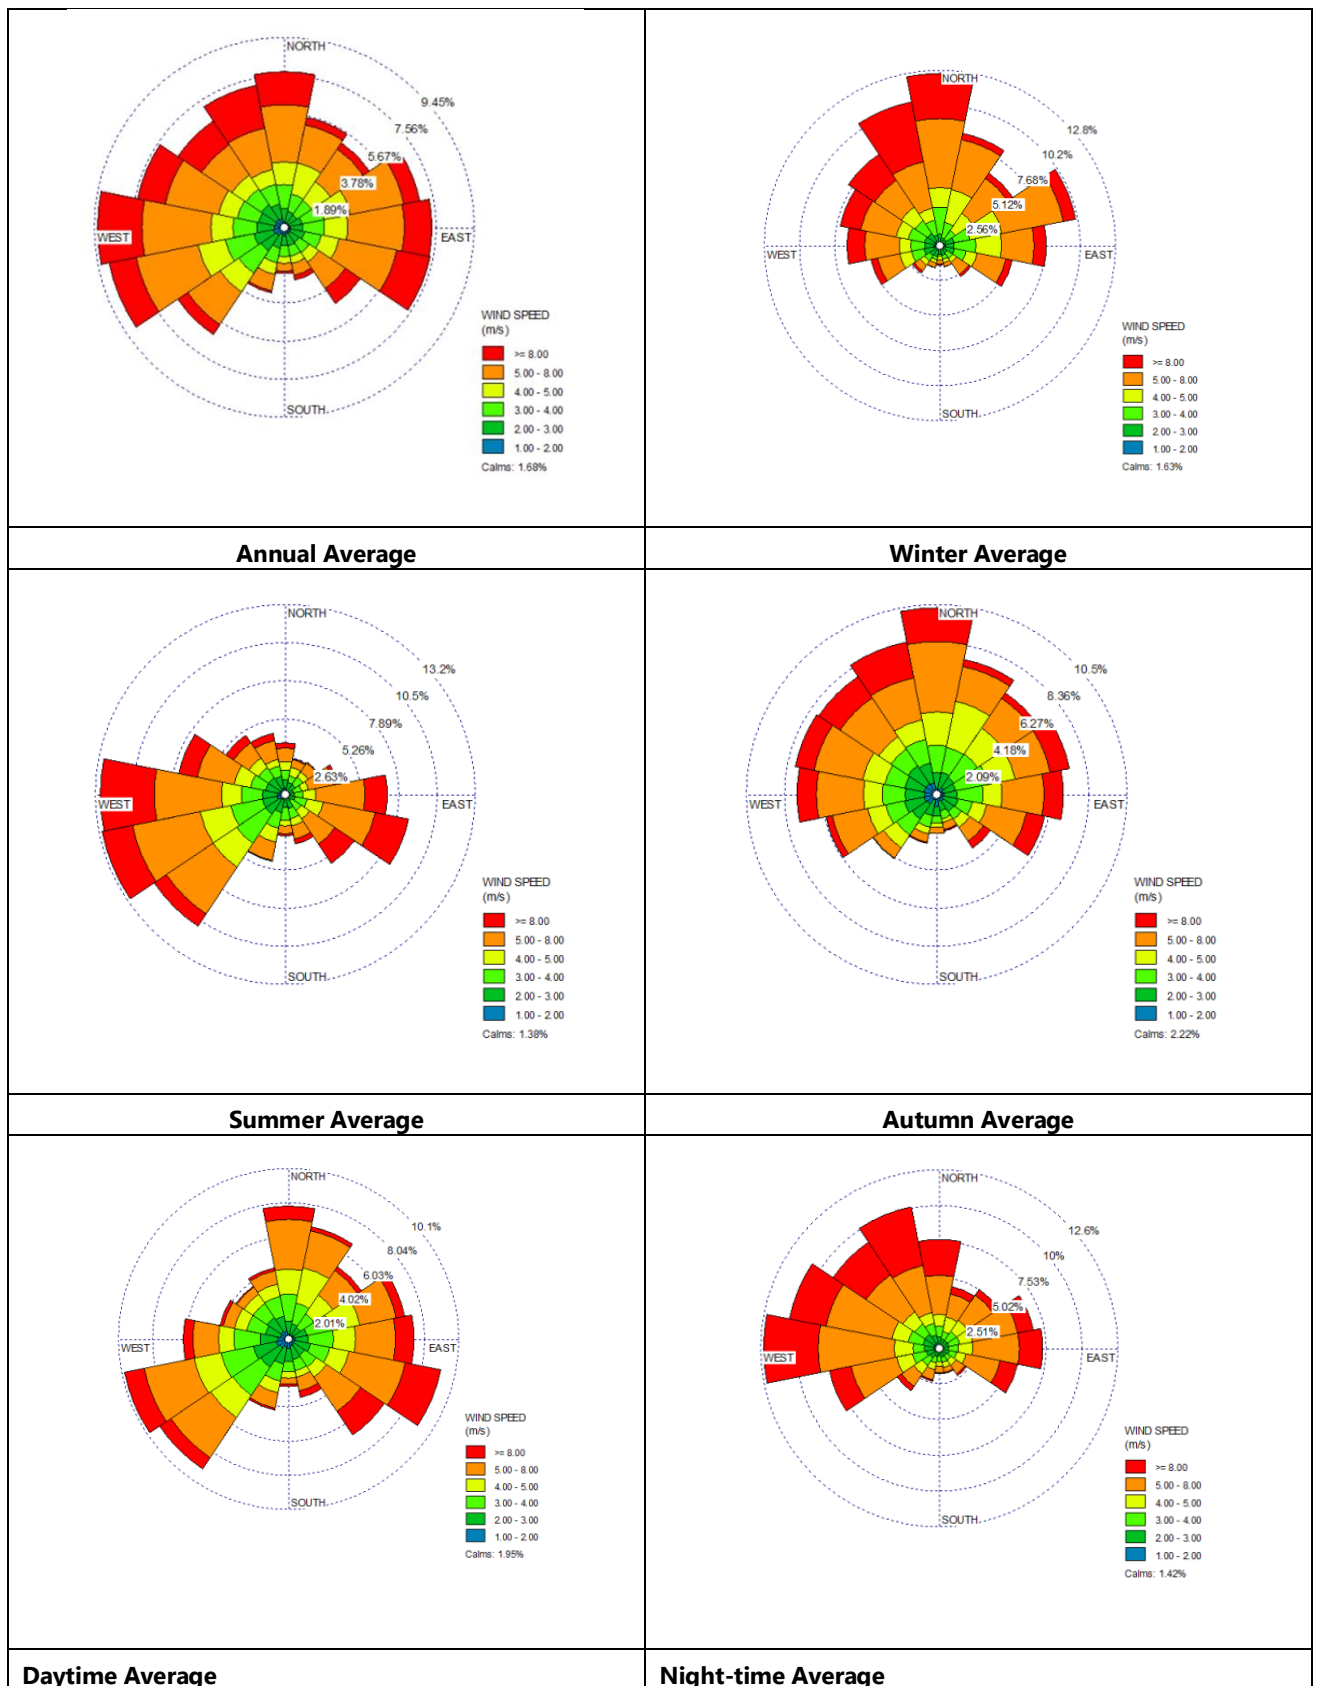 NORTH
9.45%
7.56%
5.67%
3.78%
1.89%
WEST
EAST
SOUTH
WIND SPEED
(m/s)
>= 8.00
5.00 - 8.00
4.00 - 5.00
3.00 - 4.00
2.00 - 3.00
1.00 - 2.00
Calms: 1.68%
NORTH
12.8%
10.2%
7.68%
5.12%
2.56%
WEST
EAST
SOUTH
WIND SPEED
(m/s)
>= 8.00
5.00 - 8.00
4.00 - 5.00
3.00 - 4.00
2.00 - 3.00
1.00 - 2.00
Calms: 1.63%
Annual Average
Winter Average
NORTH
13.2%
10.5%
7.89%
5.26%
2.63%
WEST
EAST
SOUTH
WIND SPEED
(m/s)
>= 8.00
5.00 - 8.00
4.00 - 5.00
3.00 - 4.00
2.00 - 3.00
1.00 - 2.00
Calms: 1.38%
NORTH
10.5%
8.36%
6.27%
4.18%
2.09%
WEST
EAST
SOUTH
WIND SPEED
(m/s)
>= 8.00
5.00 - 8.00
4.00 - 5.00
3.00 - 4.00
2.00 - 3.00
1.00 - 2.00
Calms: 2.22%
Summer Average
Autumn Average
NORTH
10.1%
8.04%
6.03%
4.02%
2.01%
WEST
EAST
SOUTH
WIND SPEED
(m/s)
>= 8.00
5.00 - 8.00
4.00 - 5.00
3.00 - 4.00
2.00 - 3.00
1.00 - 2.00
Calms: 1.95%
NORTH
12.6%
10%
7.53%
5.02%
2.51%
WEST
EAST
SOUTH
WIND SPEED
(m/s)
>= 8.00
5.00 - 8.00
4.00 - 5.00
3.00 - 4.00
2.00 - 3.00
1.00 - 2.00
Calms: 1.42%
Daytime Average
Night-time Average